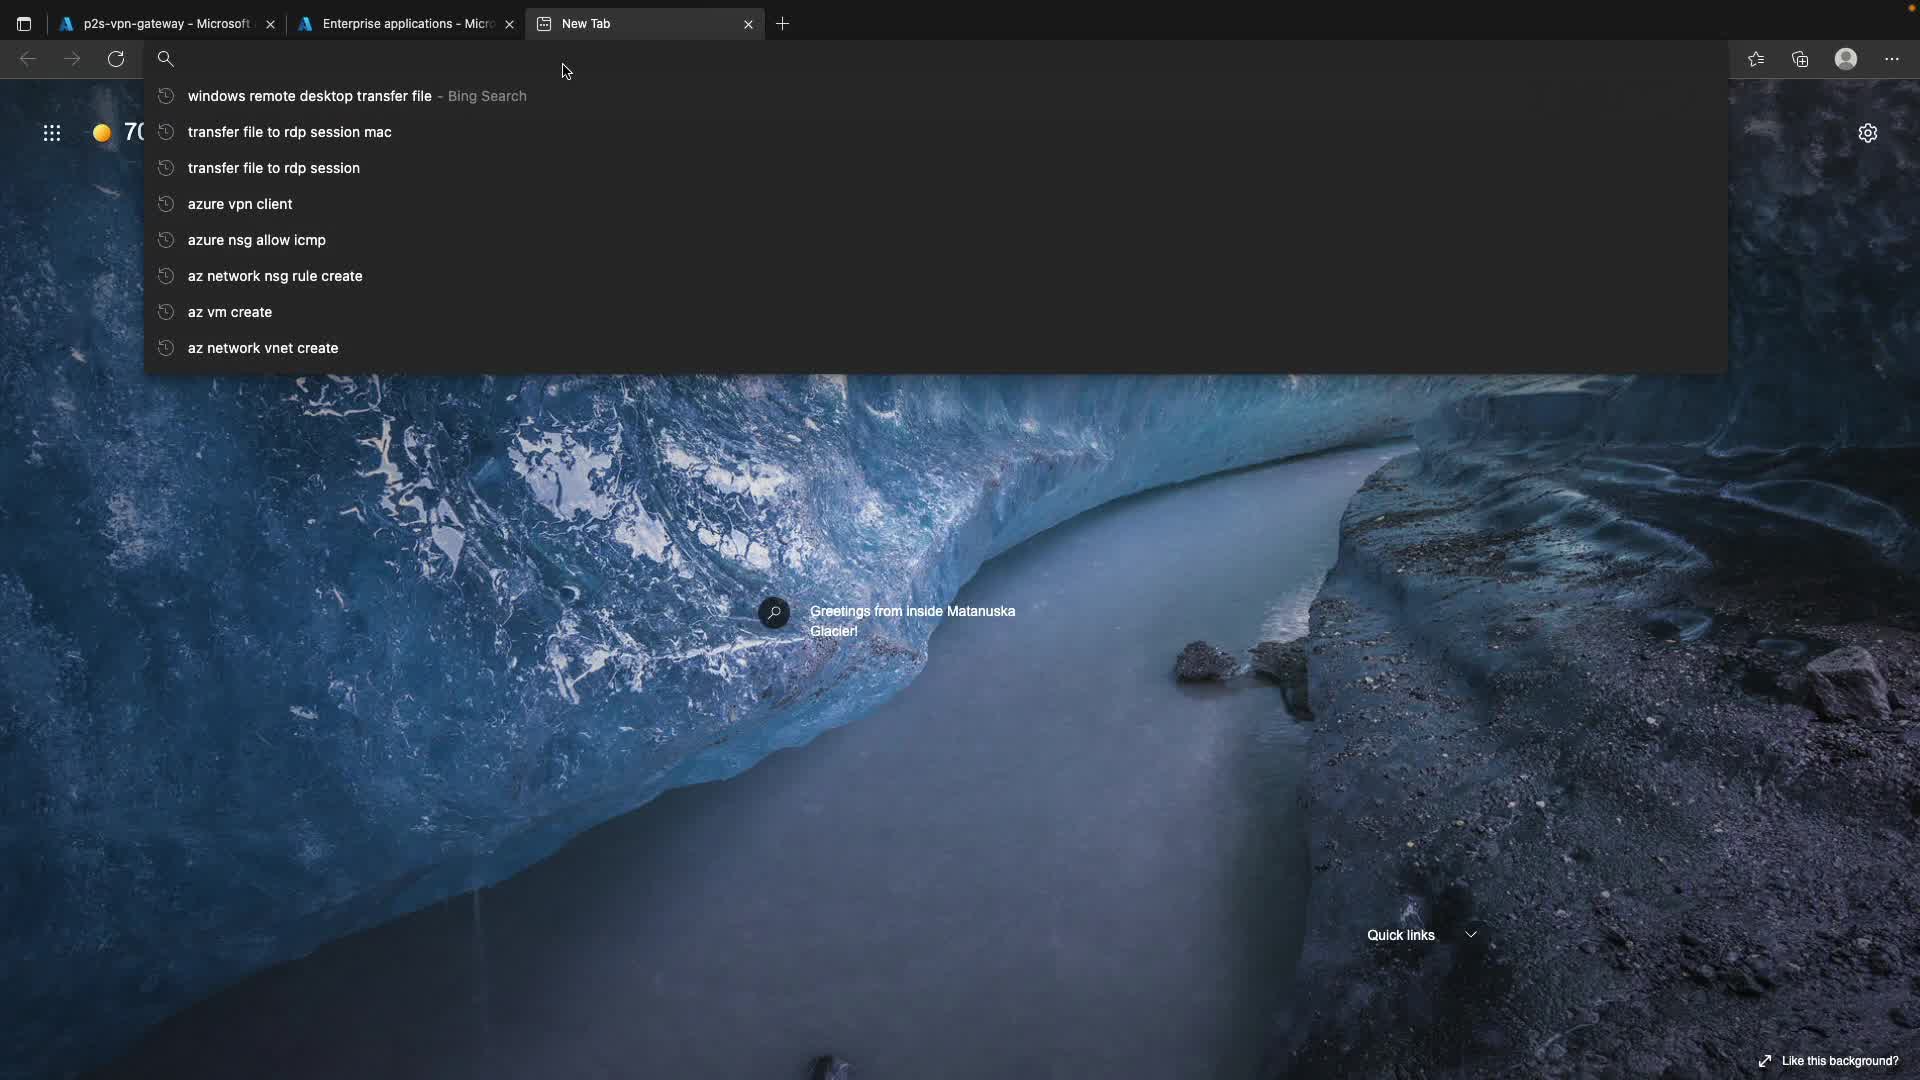 p2s-vpn-gateway - Microsoft
Enterprise applications - Micro
New Tab
windows remote desktop transfer file - Bing Search
70
transfer file to rdp session mac
transfer file to rdp session
azure vpn client
azure nsg allow icmp
az network nsg rule create
az vm create
az network vnet create
Greetings from inside Matanuska
Glacier!
Quick links
Like this background?